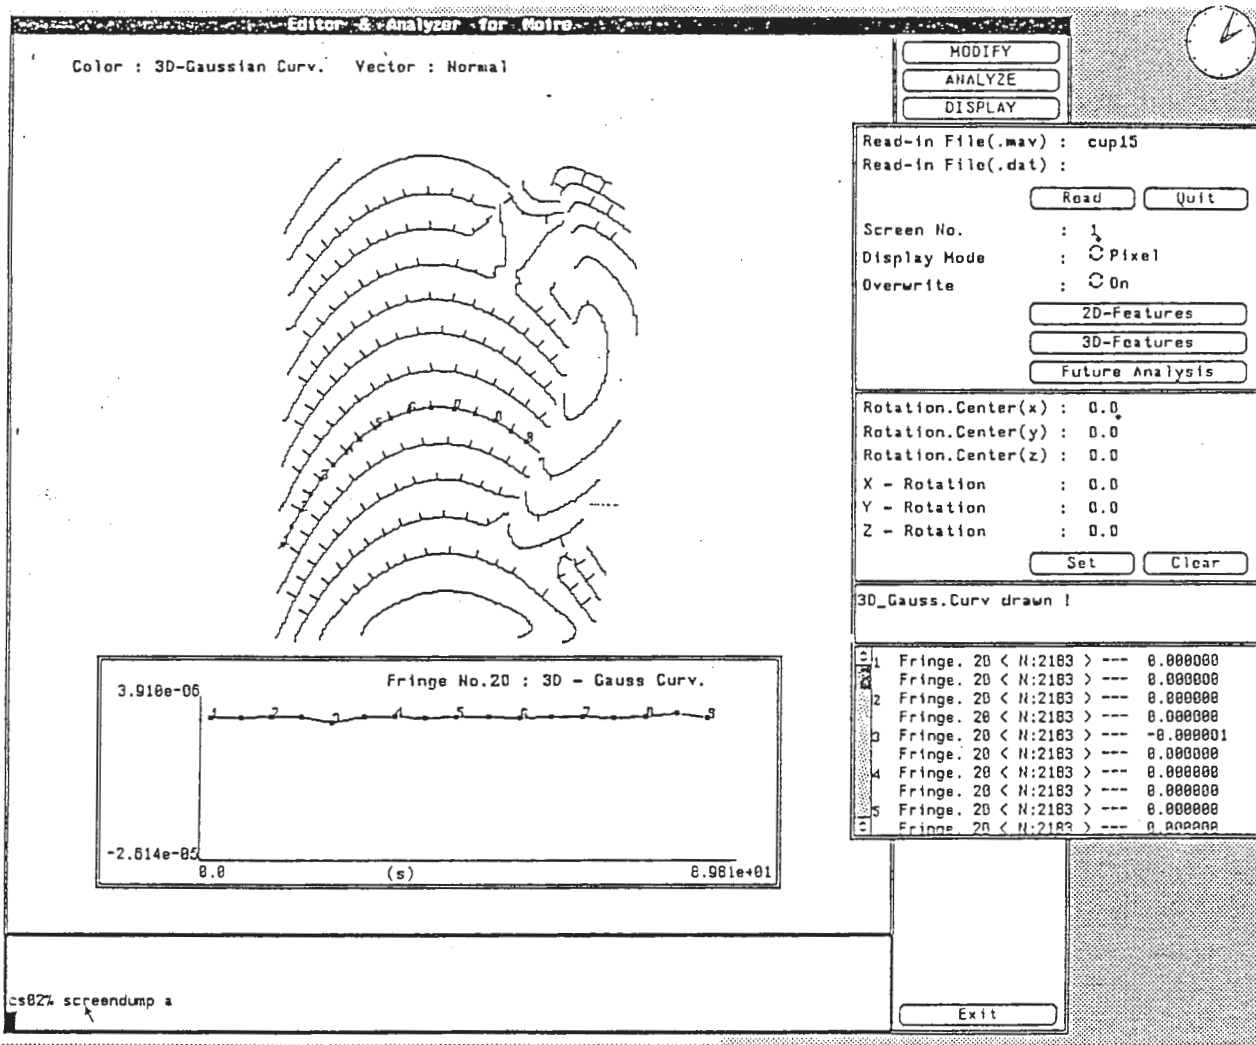 Editor & Analyzer for Moire
Color : 3D-Gaussian Curv. Vector : Normal
MODIFY
ANALYZE
DISPLAY
Read-in File(.mav) : cup15
Read-in File(.dat) :
Read Quit
Screen No. : 1
Display Mode : Pixel
Overwrite : On
2D-Features
3D-Features
Future Analysis
Rotation.Center(x) : 0.0
Rotation.Center(y) : 0.0
Rotation.Center(z) : 0.0
X - Rotation : 0.0
Y - Rotation : 0.0
Z - Rotation : 0.0
Set Clear
3D_Gauss.Curv drawn !
1 Fringe. 20 < N:2183 > --- 0.000000
Fringe. 20 < N:2183 > --- 0.000000
2 Fringe. 20 < N:2183 > --- 0.000000
Fringe. 20 < N:2183 > --- 0.000000
3 Fringe. 20 < N:2183 > --- -0.000001
Fringe. 20 < N:2183 > --- 0.000000
4 Fringe. 20 < N:2183 > --- 0.000000
Fringe. 20 < N:2183 > --- 0.000000
5 Fringe. 20 < N:2183 > --- 0.000000
Fringe. 20 < N:2183 > --- 0.000000
Fringe No.20 : 3D - Gauss Curv.
3.910e-06
1 2 3 4 5 6 7 8 9
-2.614e-05
0.0 (s) 8.981e+01
cs02% screendump a
Exit